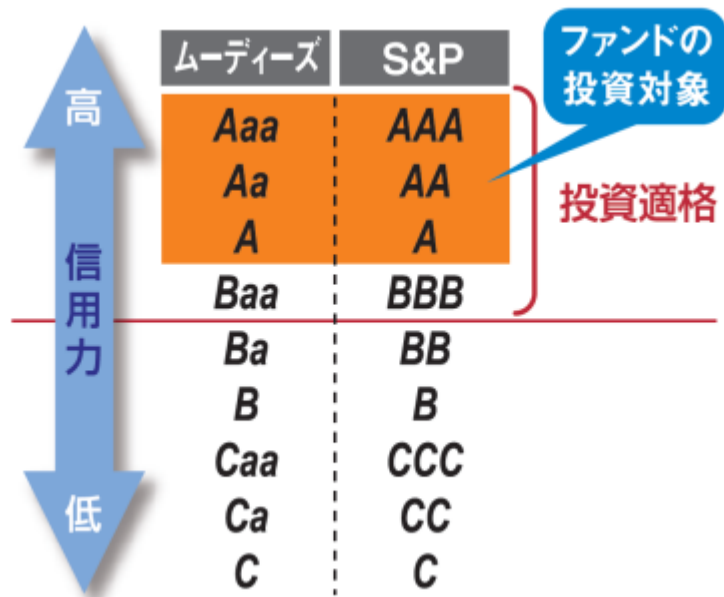 ムーディーズ S&P
ファンドの
投資対象
高
信用力
低
Aaa AAA
Aa AA
A A
Baa BBB
投資適格
Ba BB
B B
Caa CCC
Ca CC
C C